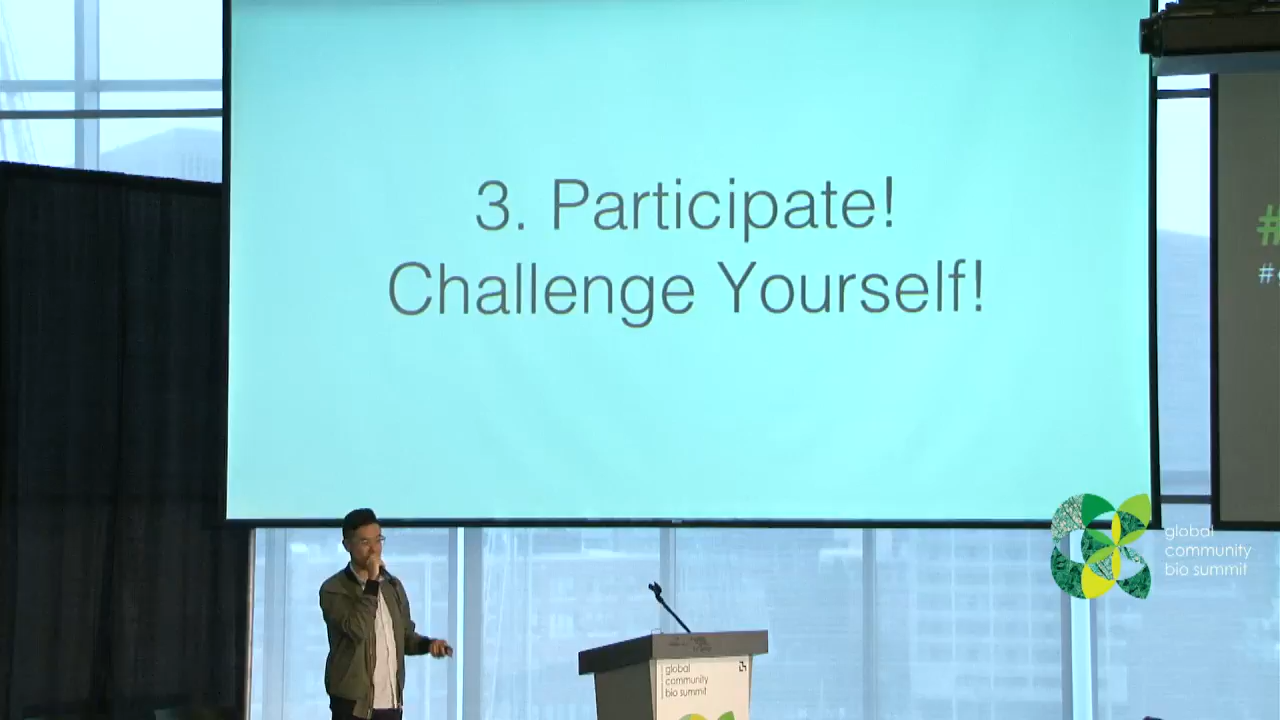 3. Participate!
Challenge Yourself!
#
#
global
community
bio summit
global
community
bio summit